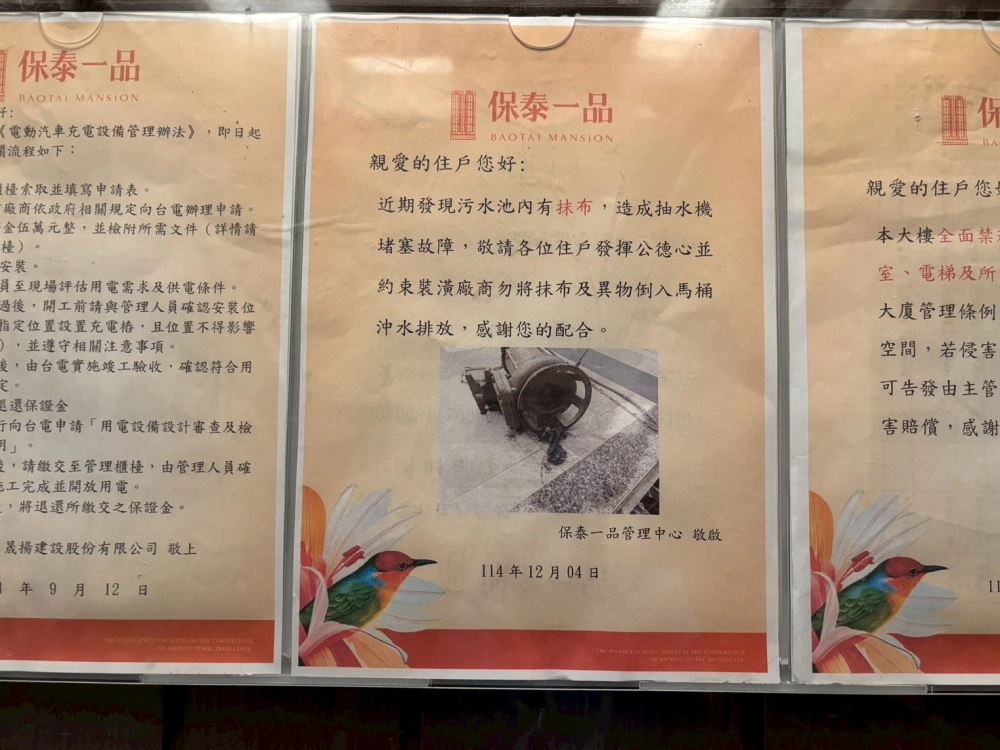 保泰一品
BAOTAI MANSION
好:
《電動汽車充電設備管理辦法》，即日起
流程如下：
檯索取並填寫申請表。
廠商依政府相關規定向台電辦理申請。
金伍萬元整，並檢附所需文件（詳情請
檯）。
安裝。
員至現場評估用電需求及供電條件。
過後，開工前請與管理人員確認安裝位
指定位置設置充電樁，且位置不得影響
），並遵守相關注意事項。
後，由台電實施竣工驗收，確認符合用
定。
退還保證金
行向台電申請「用電設備設計審查及檢
明」。
後，請繳交至管理櫃檯，由管理人員確
施工完成並開放用電。
，將退還所繳交之保證金。
晟揚建設股份有限公司 敬上
年 9 月 12 日
保泰一品
BAOTAI MANSION
親愛的住戶您好:
近期發現污水池內有抹布，造成抽水機
堵塞故障，敬請各位住戶發揮公德心並
約束裝潢廠商勿將抹布及異物倒入馬桶
沖水排放，感謝您的配合。
保泰一品管理中心 敬啟
114年12月04日
保
親愛的住戶您好
本大樓全面禁
室、電梯及所
大廈管理條例
空間，若侵害
可告發由主管
害賠償，感謝